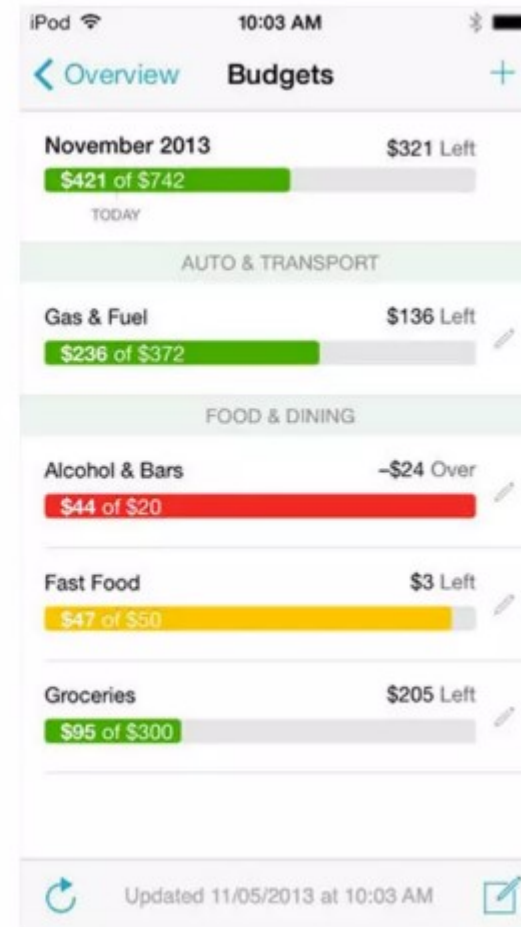 iPod 10:03 AM
Overview Budgets +
November 2013 $321 Left
$421 of $742
TODAY
AUTO & TRANSPORT
Gas & Fuel $136 Left
$236 of $372
FOOD & DINING
Alcohol & Bars –$24 Over
$44 of $20
Fast Food $3 Left
$47 of $50
Groceries $205 Left
$95 of $300
Updated 11/05/2013 at 10:03 AM